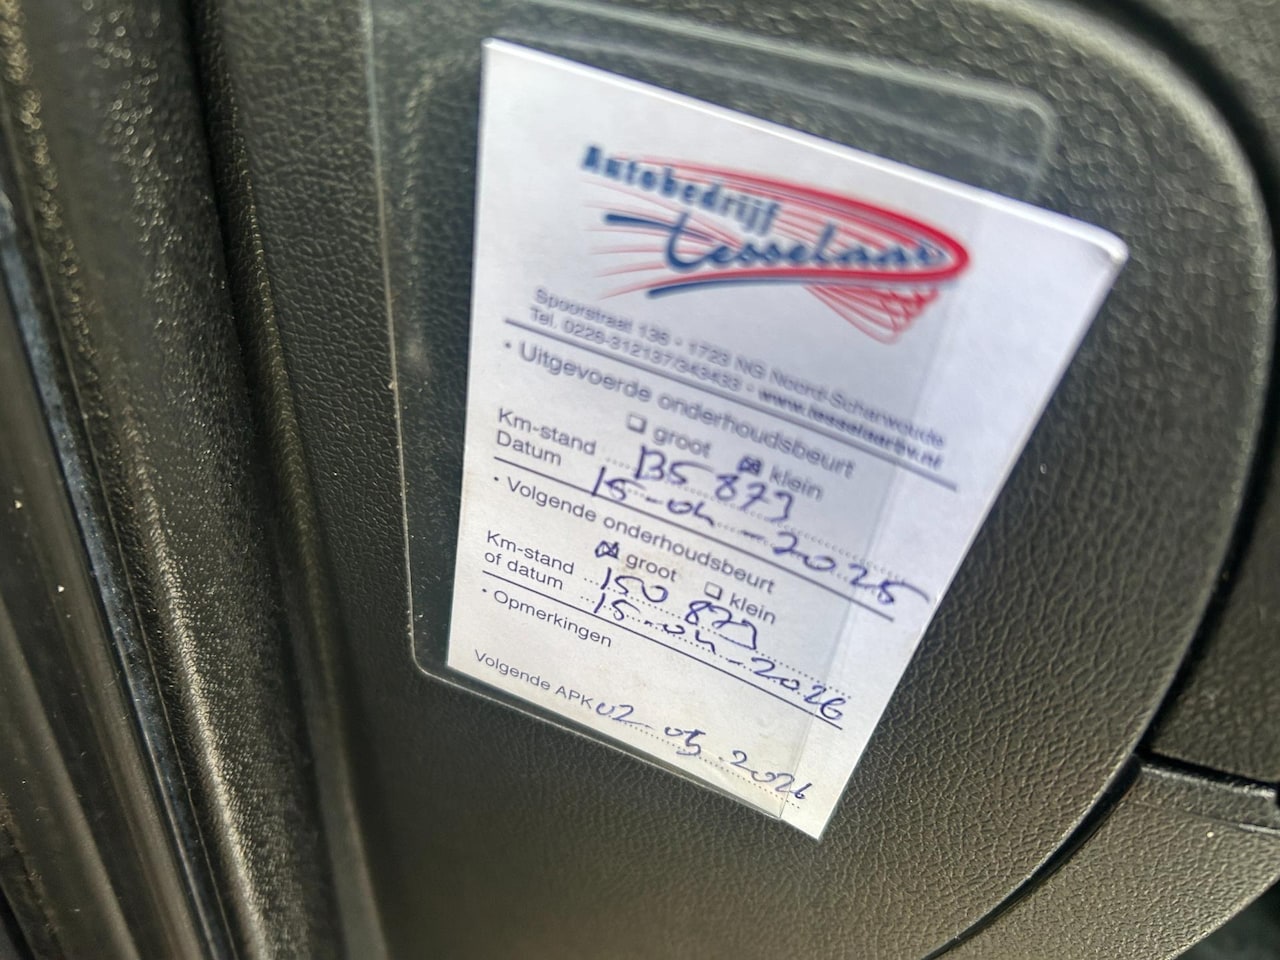 Autobedrijf
Tesselaar
Spoorstraat 136 - 1723 NG Noord-Scharwoude
Tel. 0226-312137/343433 - www.tesselaarbv.nl
• Uitgevoerde onderhoudsbeurt
☐ groot ☒ klein
Km-stand 135 873
Datum 15-04-2025
• Volgende onderhoudsbeurt
☒ groot ☐ klein
Km-stand 150 873
of datum 15-04-2026
• Opmerkingen
Volgende APK 02-05-2026